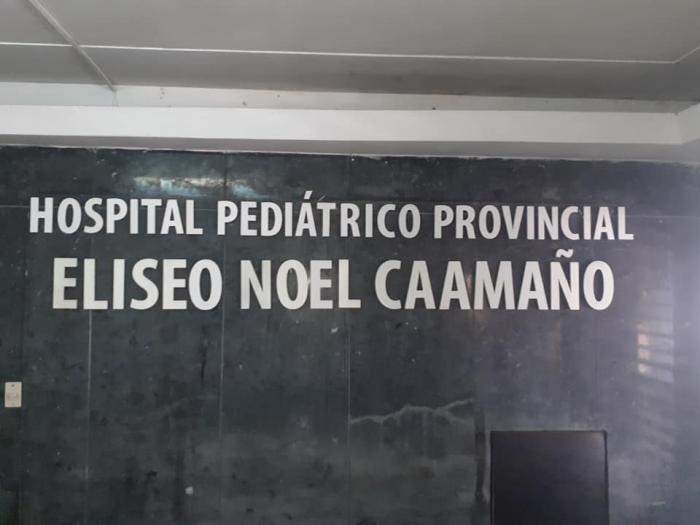 HOSPITAL PEDIÁTRICO PROVINCIAL
ELISEO NOEL CAAMAÑO